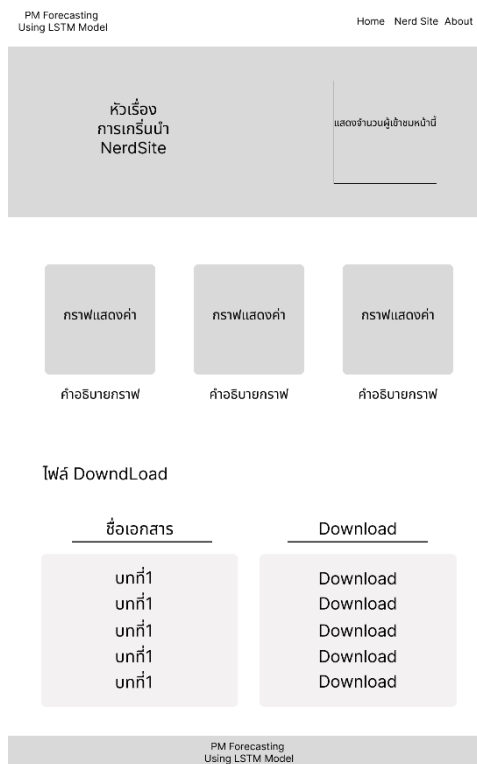 PM Forecasting
Using LSTM Model
Home Nerd Site About
หัวเรื่อง
การเกริ่นนำ
NerdSite
แสดงจำนวนผู้เข้าชมหน้านี้
กราฟแสดงค่า กราฟแสดงค่า กราฟแสดงค่า
คำอธิบายกราฟ คำอธิบายกราฟ คำอธิบายกราฟ
ไฟล์ DowndLoad
ชื่อเอกสาร Download
บทที่1 Download
บทที่1 Download
บทที่1 Download
บทที่1 Download
บทที่1 Download
PM Forecasting
Using LSTM Model